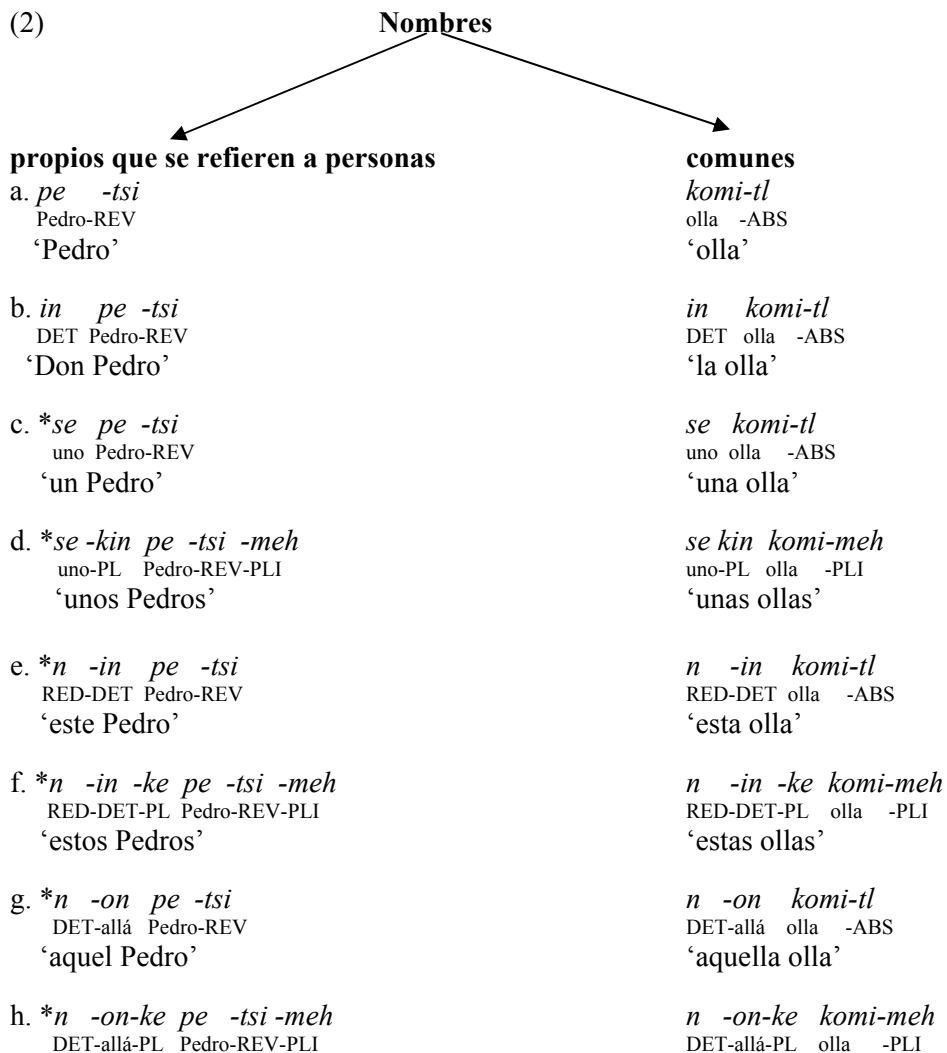 (2) Nombres
propios que se refieren a personas comunes
a. pe -tsi komi-tl
Pedro-REV olla -ABS
‘Pedro’ ‘olla’
b. in pe -tsi in komi-tl
DET Pedro-REV DET olla -ABS
‘Don Pedro’ ‘la olla’
c. *se pe -tsi se komi-tl
uno Pedro-REV uno olla -ABS
‘un Pedro’ ‘una olla’
d. *se -kin pe -tsi -meh se kin komi-meh
uno-PL Pedro-REV-PLI uno-PL olla -PLI
‘unos Pedros’ ‘unas ollas’
e. *n -in pe -tsi n -in komi-tl
RED-DET Pedro-REV RED-DET olla -ABS
‘este Pedro’ ‘esta olla’
f. *n -in -ke pe -tsi -meh n -in -ke komi-meh
RED-DET-PL Pedro-REV-PLI RED-DET-PL olla -PLI
‘estos Pedros’ ‘estas ollas’
g. *n -on pe -tsi n -on komi-tl
DET-allá Pedro-REV DET-allá olla -ABS
‘aquel Pedro’ ‘aquella olla’
h. *n -on-ke pe -tsi -meh n -on-ke komi-meh
DET-allá-PL Pedro-REV-PLI DET-allá-PL olla -PLI